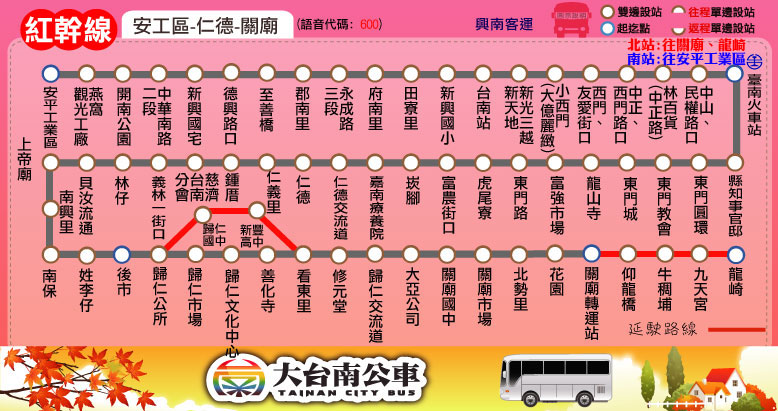 紅幹線
安工區-仁德-關廟
(語音代碼: 600)
興南客運
雙邊設站
往程單邊設站
起迄點
返程單邊設站
北站:往關廟、龍崎
南站:往安平工業區
主
安平工業區
燕窩觀光工廠
開南公園
中華南路二段
新興國宅
德興路口
至善橋
郡南里
永成路三段
府南里
田寮里
新興國小
台南站
新光三越新天地
小西門(大億麗緻)
西門、友愛街口
中正、西門路口
林百貨(中正路)
中山、民權路口
臺南火車站
上帝廟
南興里
貝汝流通
林仔
義林一街口
慈濟台南分會
鍾厝
仁義里
仁德
仁德交流道
嘉南療養院
崁腳
富農街口
虎尾寮
東門路
富強市場
龍山寺
東門城
東門教會
東門圓環
縣知事官邸
歸仁國中
新豐高中
南保
姓李仔
後市
歸仁公所
歸仁市場
歸仁文化中心
善化寺
看東里
修元堂
歸仁交流道
大亞公司
關廟國中
關廟市場
北勢里
花園
關廟轉運站
仰龍橋
牛稠埔
九天宮
龍崎
延駛路線
大台南公車
TAINAN CITY BUS